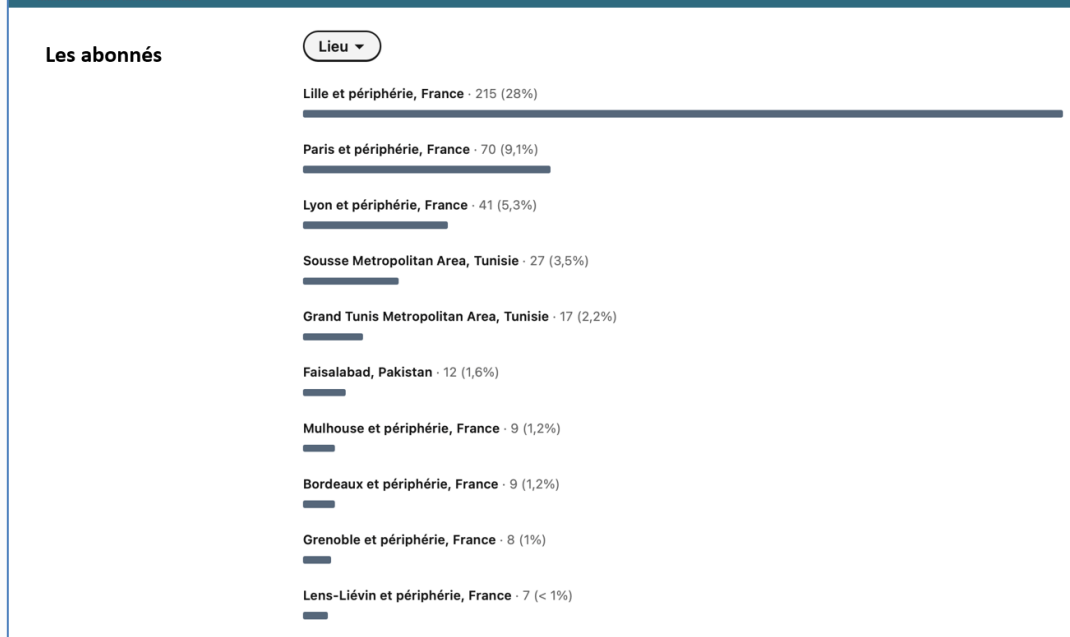 Les abonnés
Lieu
Lille et périphérie, France · 215 (28%)
Paris et périphérie, France · 70 (9,1%)
Lyon et périphérie, France · 41 (5,3%)
Sousse Metropolitan Area, Tunisie · 27 (3,5%)
Grand Tunis Metropolitan Area, Tunisie · 17 (2,2%)
Faisalabad, Pakistan · 12 (1,6%)
Mulhouse et périphérie, France · 9 (1,2%)
Bordeaux et périphérie, France · 9 (1,2%)
Grenoble et périphérie, France · 8 (1%)
Lens-Liévin et périphérie, France · 7 (< 1%)